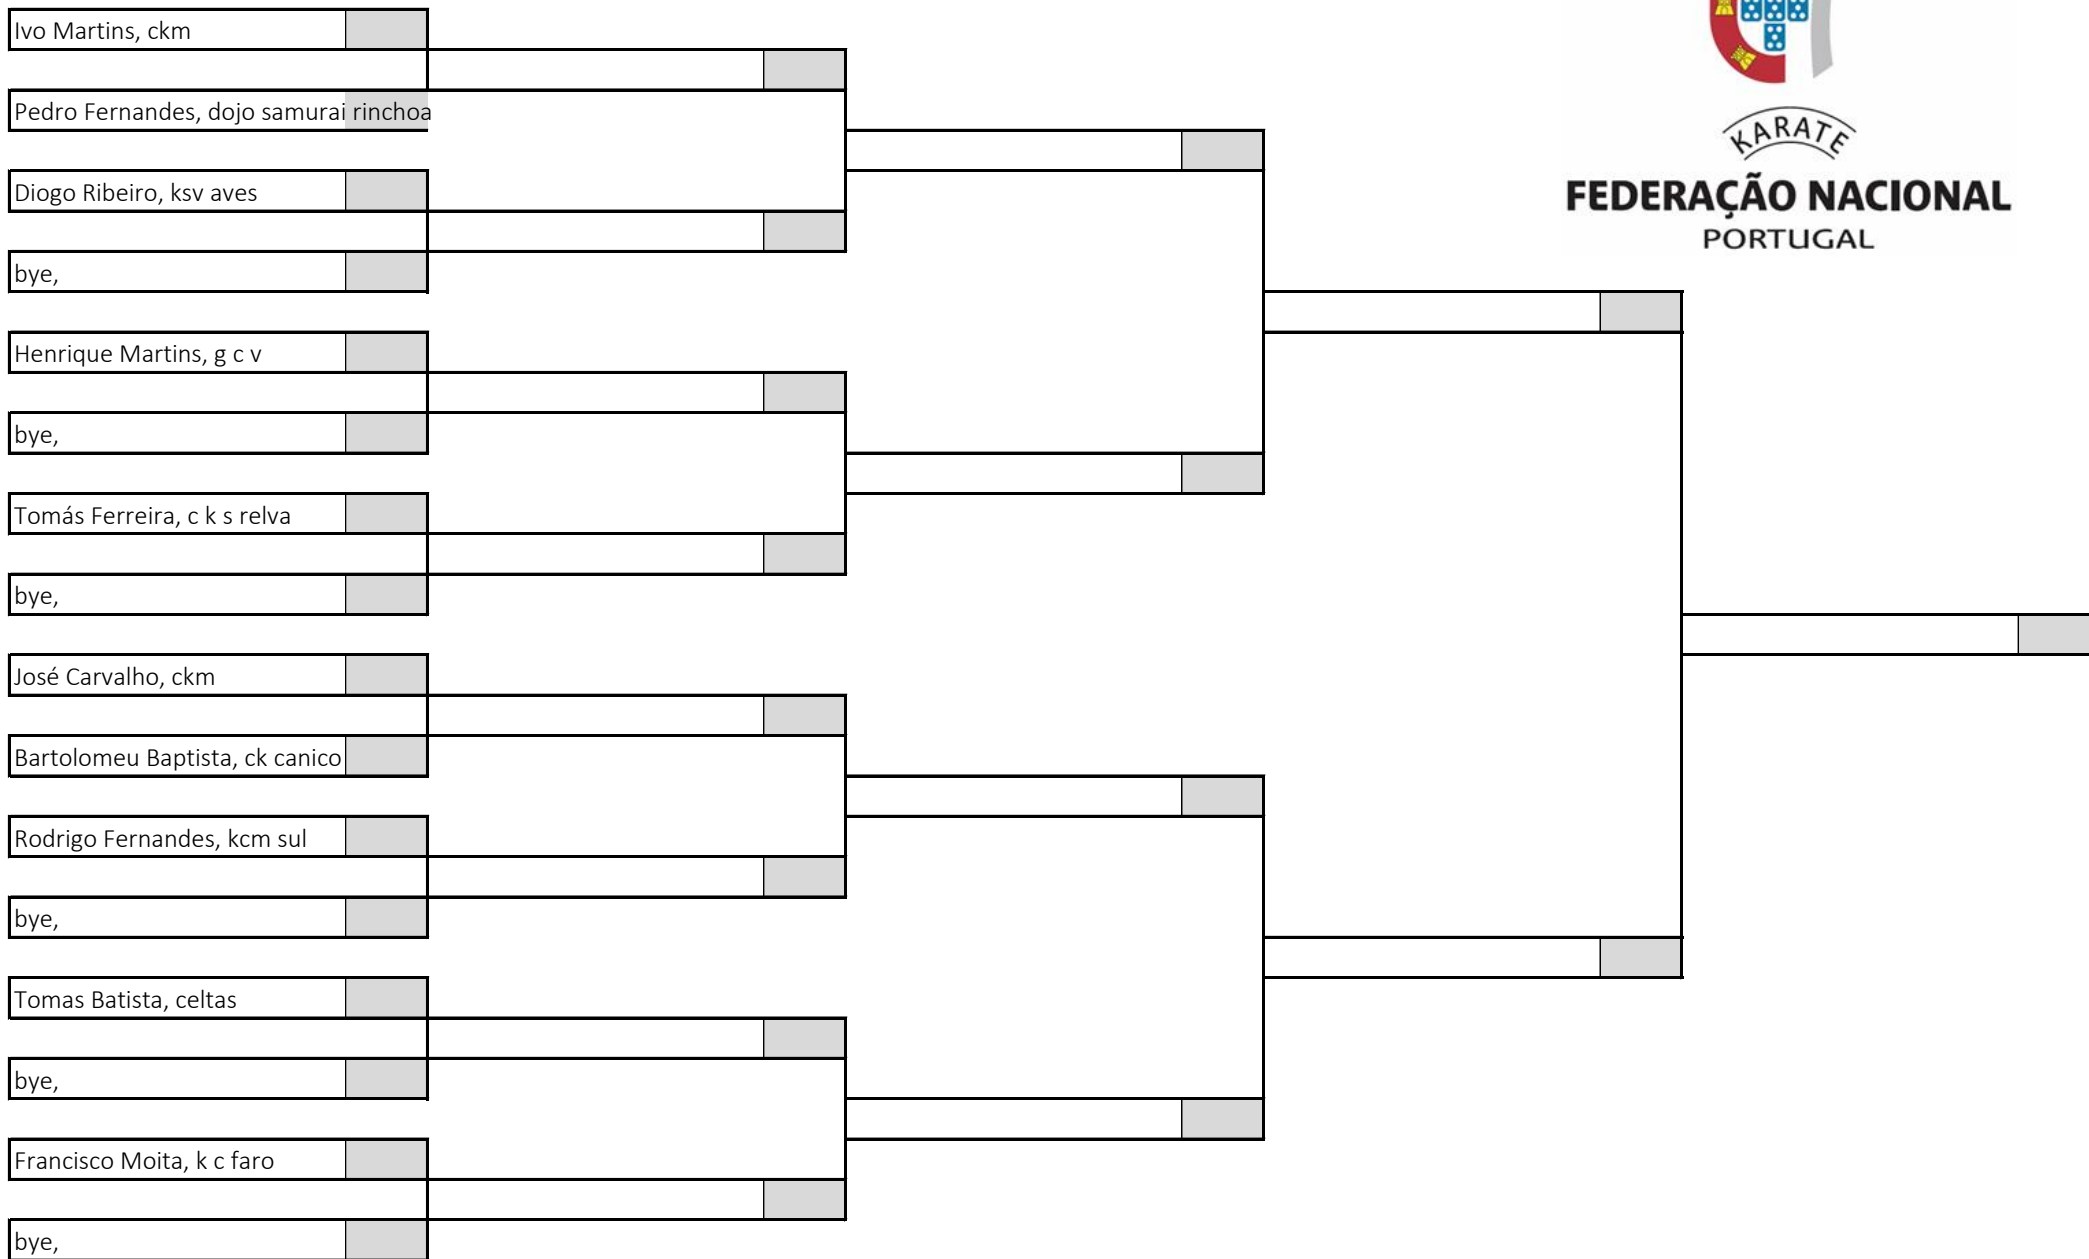 Ivo Martins, ckm
Pedro Fernandes, dojo samurai rinchoa
Diogo Ribeiro, ksv aves
bye,
Henrique Martins, g c v
bye,
Tomás Ferreira, c k s relva
bye,
José Carvalho, ckm
Bartolomeu Baptista, ck canico
Rodrigo Fernandes, kcm sul
bye,
Tomas Batista, celtas
bye,
Francisco Moita, k c faro
bye,
KARATE
FEDERAÇÃO NACIONAL
PORTUGAL